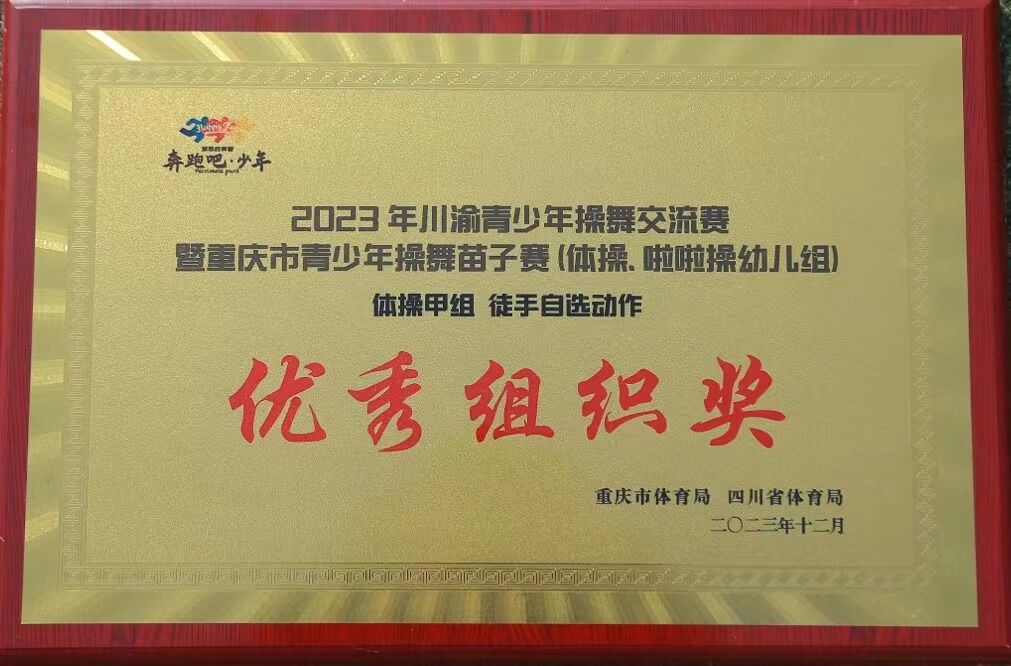 奔跑吧·少年
2023年川渝青少年操舞交流赛
暨重庆市青少年操舞苗子赛(体操、啦啦操幼儿组)
体操甲组 徒手自选动作
优秀组织奖
重庆市体育局 四川省体育局
二〇二三年十二月